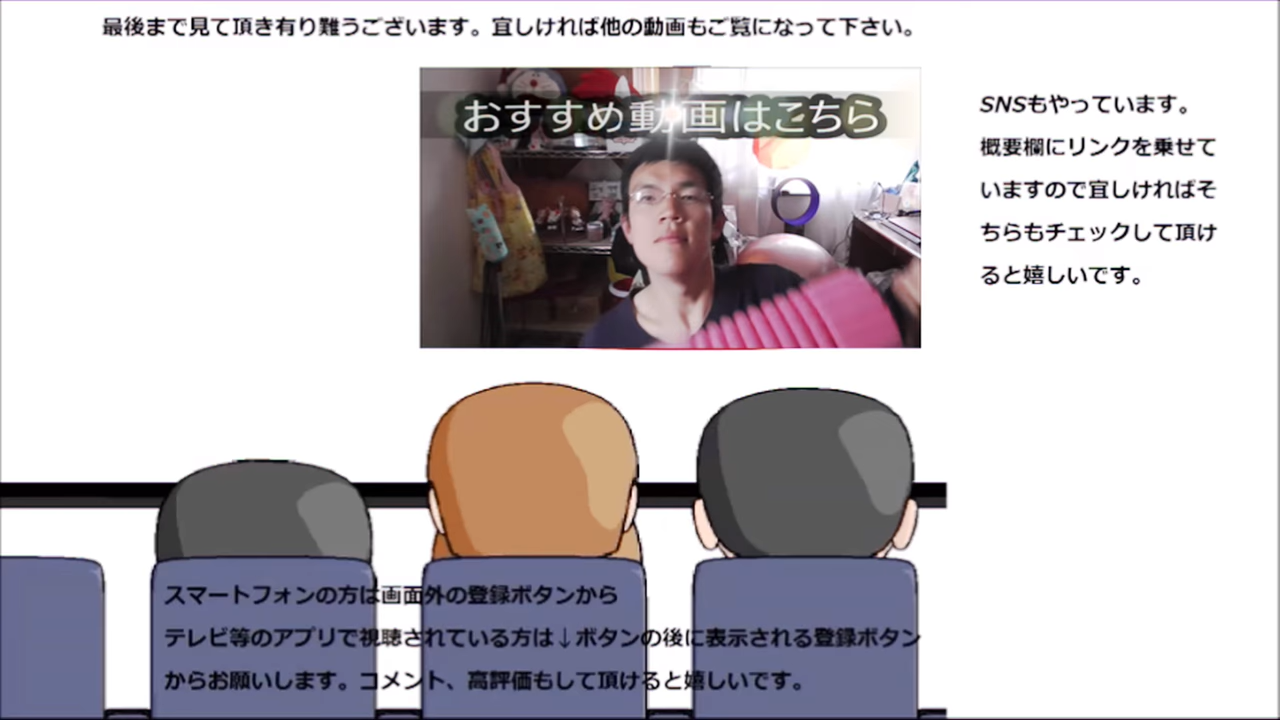 最後まで見て頂き有り難うございます。宜しければ他の動画もご覧になって下さい。
おすすめ動画はこちら
SNSもやっています。
概要欄にリンクを乗せて
いますので宜しければそ
ちらもチェックして頂け
ると嬉しいです。
スマートフォンの方は画面外の登録ボタンから
テレビ等のアプリで視聴されている方は↓ボタンの後に表示される登録ボタン
からお願いします。コメント、高評価もして頂けると嬉しいです。